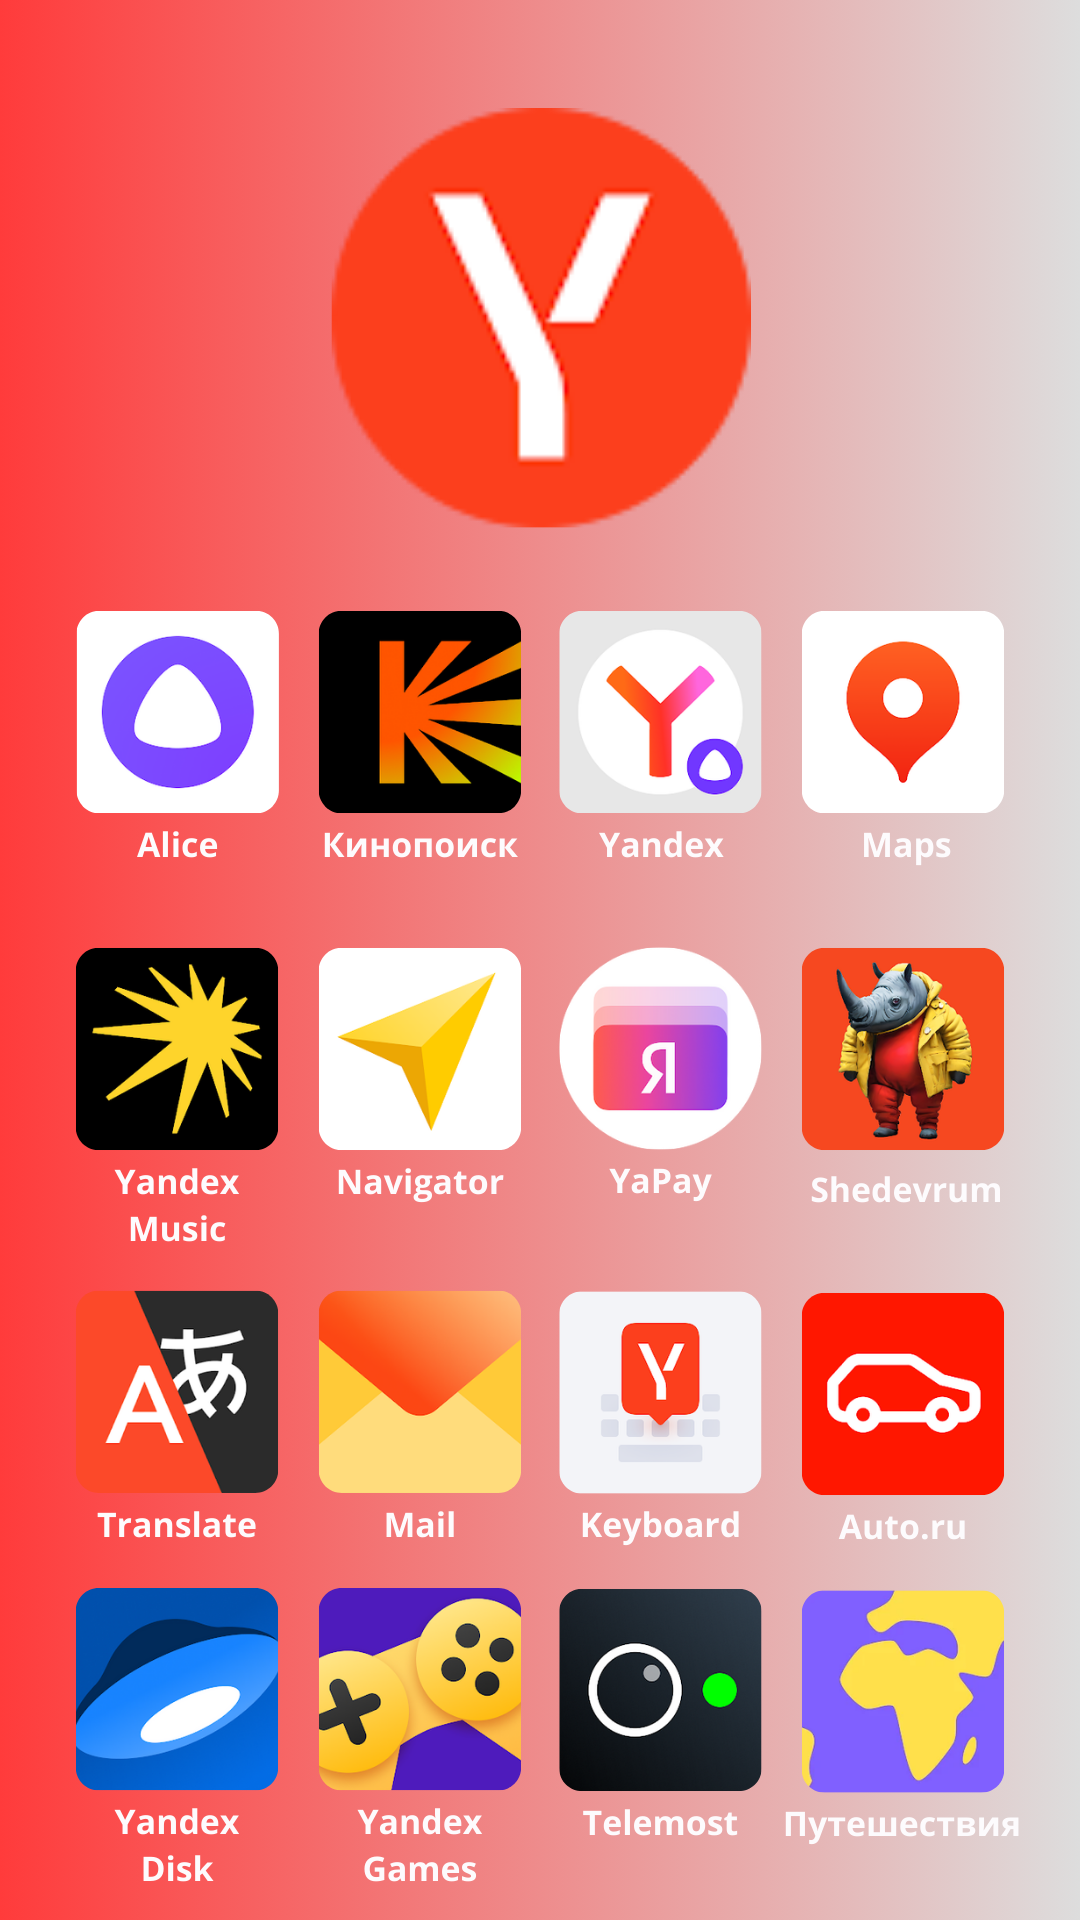 Y
Alice
Кинопоиск
Yandex
Maps
Yandex
Music
Navigator
Я
YaPay
Shedevrum
A
あ
Translate
Mail
Y
Keyboard
Auto.ru
Yandex
Disk
Yandex
Games
Telemost
Путешествия